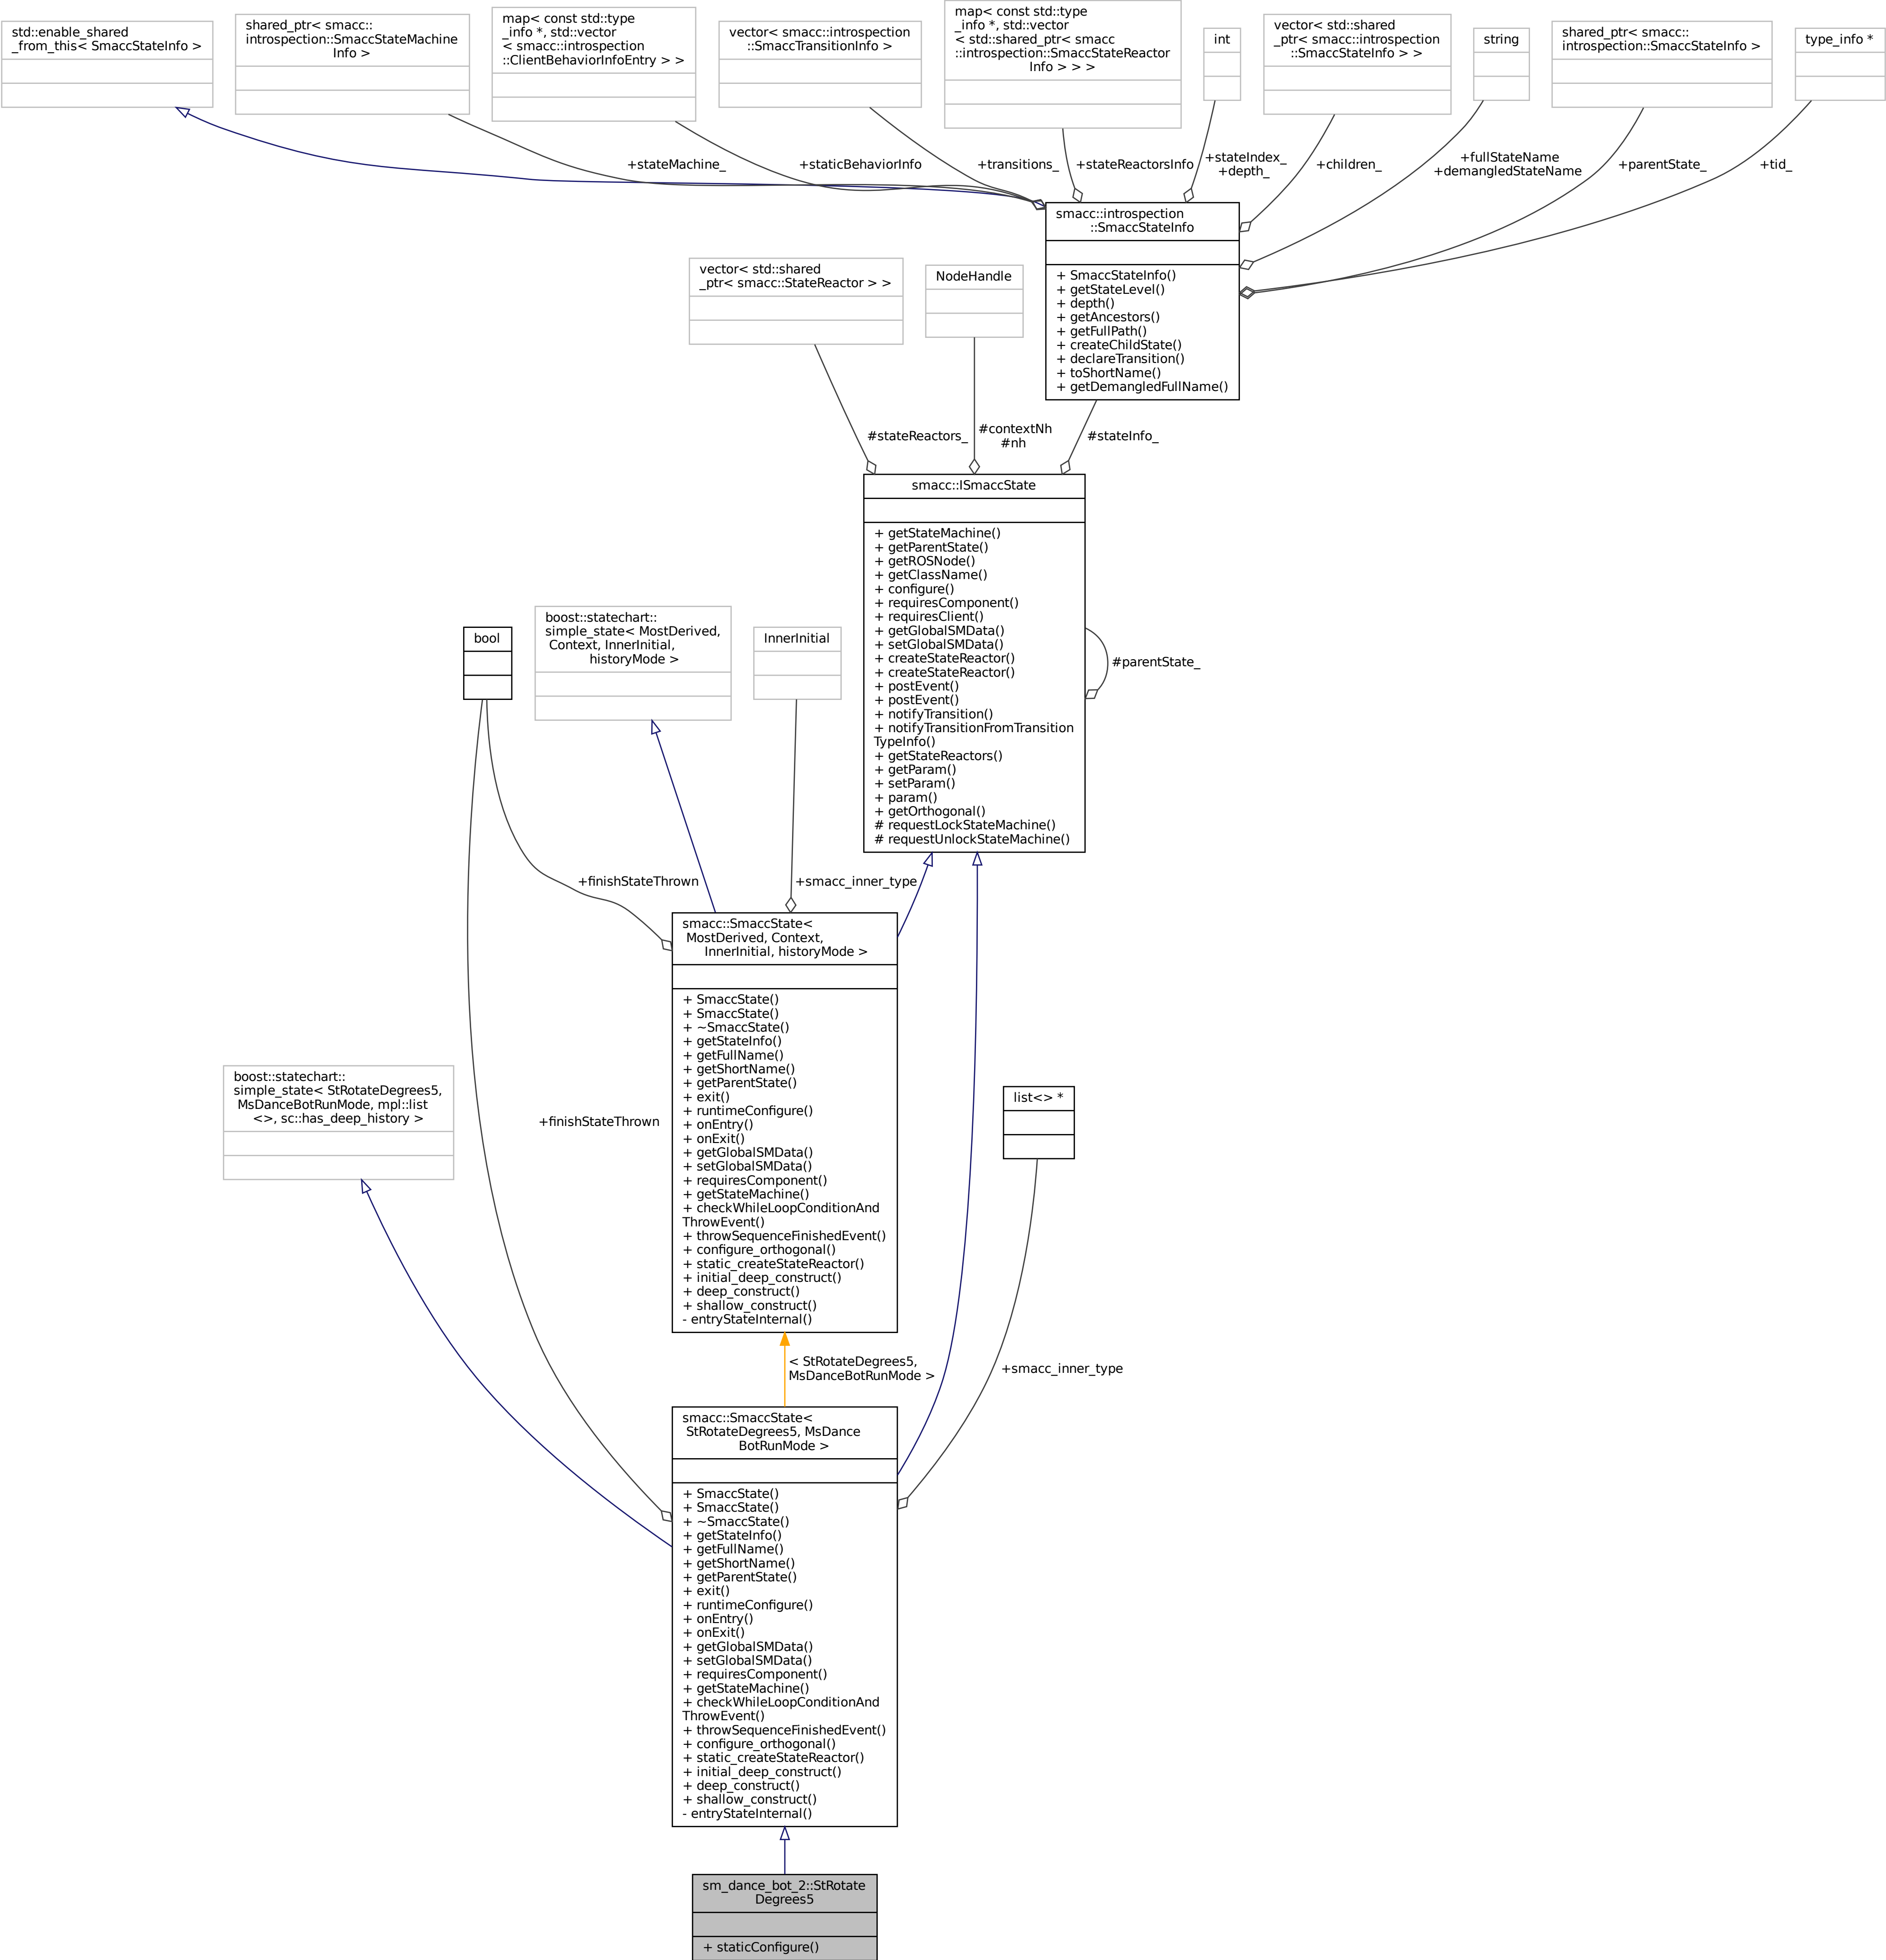 std::enable_shared
_from_this< SmaccStateInfo >
shared_ptr< smacc::
introspection::SmaccStateMachine
Info >
map< const std::type
_info *, std::vector
< smacc::introspection
::ClientBehaviorInfoEntry > >
vector< smacc::introspection
::SmaccTransitionInfo >
map< const std::type
_info *, std::vector
< std::shared_ptr< smacc
::introspection::SmaccStateReactor
Info > > >
int
vector< std::shared
_ptr< smacc::introspection
::SmaccStateInfo > >
string
shared_ptr< smacc::
introspection::SmaccStateInfo >
type_info *
+stateMachine_
+staticBehaviorInfo
+transitions_
+stateReactorsInfo
+stateIndex_
+depth_
+children_
+fullStateName
+demangledStateName
+parentState_
+tid_
smacc::introspection
::SmaccStateInfo
+ SmaccStateInfo()
+ getStateLevel()
+ depth()
+ getAncestors()
+ getFullPath()
+ createChildState()
+ declareTransition()
+ toShortName()
+ getDemangledFullName()
vector< std::shared
_ptr< smacc::StateReactor > >
NodeHandle
#stateReactors_
#contextNh
#nh
#stateInfo_
smacc::ISmaccState
+ getStateMachine()
+ getParentState()
+ getROSNode()
+ getClassName()
+ configure()
+ requiresComponent()
+ requiresClient()
+ getGlobalSMData()
+ setGlobalSMData()
+ createStateReactor()
+ createStateReactor()
+ postEvent()
+ postEvent()
+ notifyTransition()
+ notifyTransitionFromTransition
TypeInfo()
+ getStateReactors()
+ getParam()
+ setParam()
+ param()
+ getOrthogonal()
# requestLockStateMachine()
# requestUnlockStateMachine()
#parentState_
bool
boost::statechart::
simple_state< MostDerived,
Context, InnerInitial,
historyMode >
InnerInitial
+finishStateThrown
+smacc_inner_type
smacc::SmaccState<
MostDerived, Context,
InnerInitial, historyMode >
+ SmaccState()
+ SmaccState()
+ ~SmaccState()
+ getStateInfo()
+ getFullName()
+ getShortName()
+ getParentState()
+ exit()
+ runtimeConfigure()
+ onEntry()
+ onExit()
+ getGlobalSMData()
+ setGlobalSMData()
+ requiresComponent()
+ getStateMachine()
+ checkWhileLoopConditionAnd
ThrowEvent()
+ throwSequenceFinishedEvent()
+ configure_orthogonal()
+ static_createStateReactor()
+ initial_deep_construct()
+ deep_construct()
+ shallow_construct()
- entryStateInternal()
boost::statechart::
simple_state< StRotateDegrees5,
MsDanceBotRunMode, mpl::list
<>, sc::has_deep_history >
+finishStateThrown
list<> *
< StRotateDegrees5,
MsDanceBotRunMode >
+smacc_inner_type
smacc::SmaccState<
StRotateDegrees5, MsDance
BotRunMode >
+ SmaccState()
+ SmaccState()
+ ~SmaccState()
+ getStateInfo()
+ getFullName()
+ getShortName()
+ getParentState()
+ exit()
+ runtimeConfigure()
+ onEntry()
+ onExit()
+ getGlobalSMData()
+ setGlobalSMData()
+ requiresComponent()
+ getStateMachine()
+ checkWhileLoopConditionAnd
ThrowEvent()
+ throwSequenceFinishedEvent()
+ configure_orthogonal()
+ static_createStateReactor()
+ initial_deep_construct()
+ deep_construct()
+ shallow_construct()
- entryStateInternal()
sm_dance_bot_2::StRotate
Degrees5
+ staticConfigure()